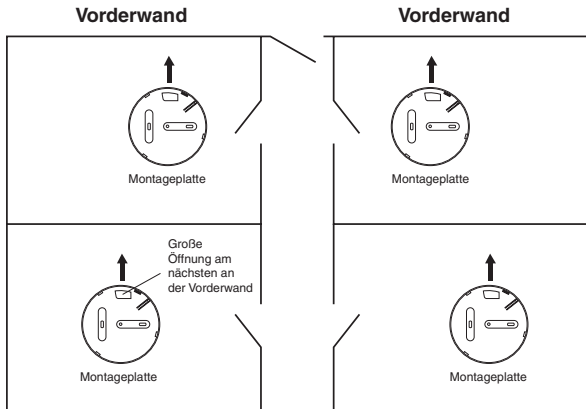 Vorderwand
Vorderwand
Montageplatte
Montageplatte
Große
Öffnung am
nächsten an
der Vorderwand
Montageplatte
Montageplatte